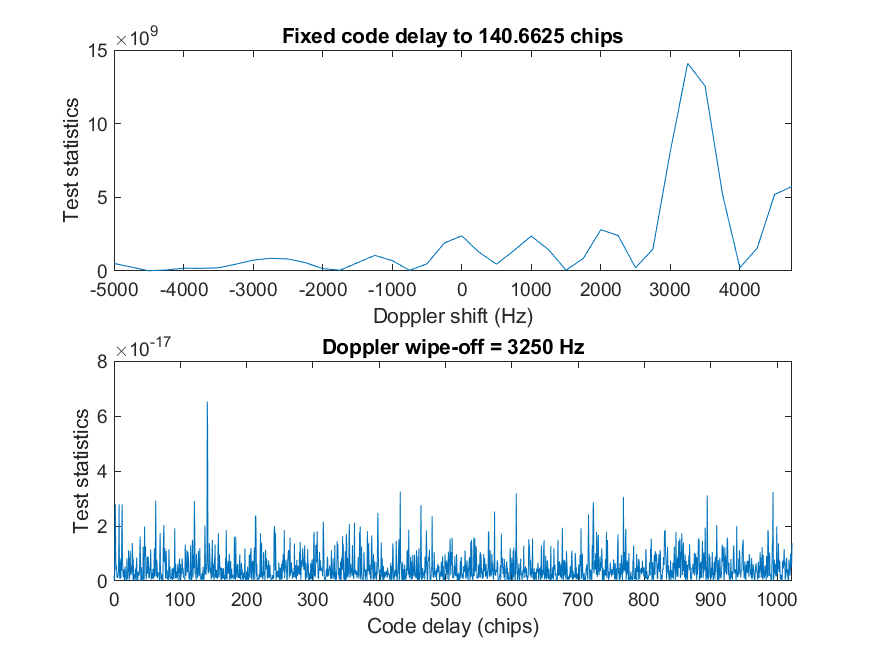 ×10^9
Fixed code delay to 140.6625 chips
Test statistics
15
10
5
0
-5000 -4000 -3000 -2000 -1000 0 1000 2000 3000 4000
Doppler shift (Hz)
×10^-17
Doppler wipe-off = 3250 Hz
Test statistics
8
6
4
2
0
0 100 200 300 400 500 600 700 800 900 1000
Code delay (chips)